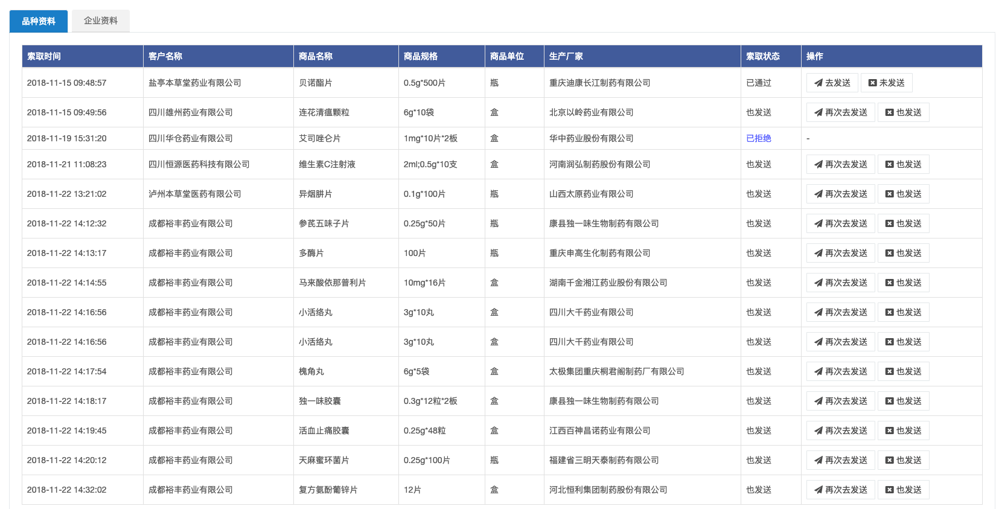 品种资料 企业资料
索取时间 客户名称 商品名称 商品规格 商品单位 生产厂家 索取状态 操作
2018-11-15 09:48:57 盐亭本草堂药业有限公司 贝诺酯片 0.5g*500片 瓶 重庆迪康长江制药有限公司 已通过 去发送 未发送
2018-11-15 09:49:56 四川雄州药业有限公司 连花清瘟颗粒 6g*10袋 盒 北京以岭药业有限公司 也发送 再次去发送 也发送
2018-11-19 15:31:20 四川华仓药业有限公司 艾司唑仑片 1mg*10片*2板 盒 华中药业股份有限公司 已拒绝 -
2018-11-21 11:08:23 四川恒源医药科技有限公司 维生素C注射液 2ml;0.5g*10支 盒 河南润弘制药股份有限公司 也发送 再次去发送 也发送
2018-11-22 13:21:02 泸州本草堂医药有限公司 异烟肼片 0.1g*100片 瓶 山西太原药业有限公司 也发送 再次去发送 也发送
2018-11-22 14:12:32 成都裕丰药业有限公司 参芪五味子片 0.25g*50片 瓶 康县独一味生物制药有限公司 也发送 再次去发送 也发送
2018-11-22 14:13:17 成都裕丰药业有限公司 多酶片 100片 瓶 重庆申高生化制药有限公司 也发送 再次去发送 也发送
2018-11-22 14:14:55 成都裕丰药业有限公司 马来酸依那普利片 10mg*16片 盒 湖南千金湘江药业股份有限公司 也发送 再次去发送 也发送
2018-11-22 14:16:56 成都裕丰药业有限公司 小活络丸 3g*10丸 盒 四川大千药业有限公司 也发送 再次去发送 也发送
2018-11-22 14:16:56 成都裕丰药业有限公司 小活络丸 3g*10丸 盒 四川大千药业有限公司 也发送 再次去发送 也发送
2018-11-22 14:17:54 成都裕丰药业有限公司 槐角丸 6g*5袋 盒 太极集团重庆桐君阁制药厂有限公司 也发送 再次去发送 也发送
2018-11-22 14:18:17 成都裕丰药业有限公司 独一味胶囊 0.3g*12粒*2板 盒 康县独一味生物制药有限公司 也发送 再次去发送 也发送
2018-11-22 14:19:45 成都裕丰药业有限公司 活血止痛胶囊 0.25g*48粒 盒 江西百神昌诺药业有限公司 也发送 再次去发送 也发送
2018-11-22 14:20:12 成都裕丰药业有限公司 天麻蜜环菌片 0.25g*100片 瓶 福建省三明天泰制药有限公司 也发送 再次去发送 也发送
2018-11-22 14:32:02 成都裕丰药业有限公司 复方氨酚葡锌片 12片 盒 河北恒利集团制药股份有限公司 也发送 再次去发送 也发送